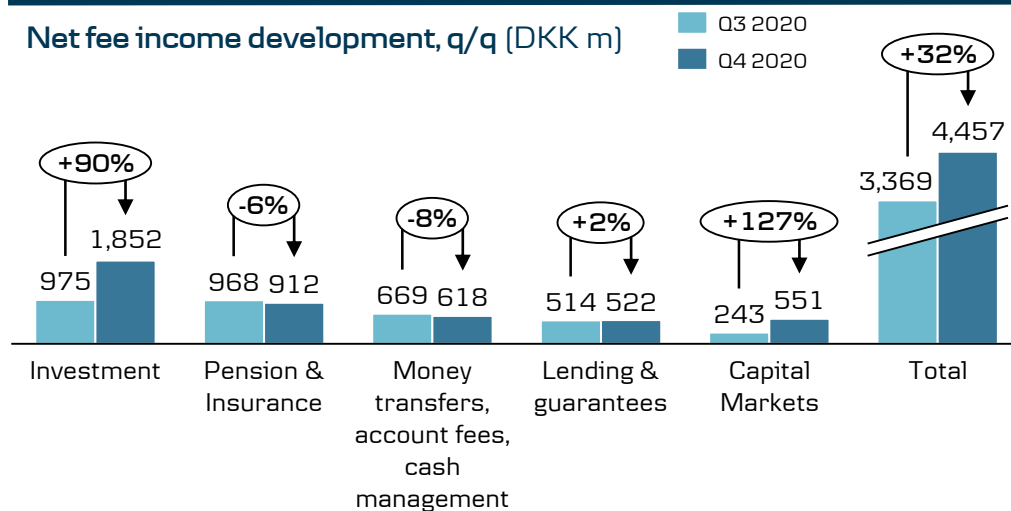 Net fee income development, q/q (DKK m)
Q3 2020
Q4 2020
+90%
-6%
-8%
+2%
+127%
+32%
975
1,852
968
912
669
618
514
522
243
551
3,369
4,457
Investment
Pension &
Insurance
Money
transfers,
account fees,
cash
management
Lending &
guarantees
Capital
Markets
Total